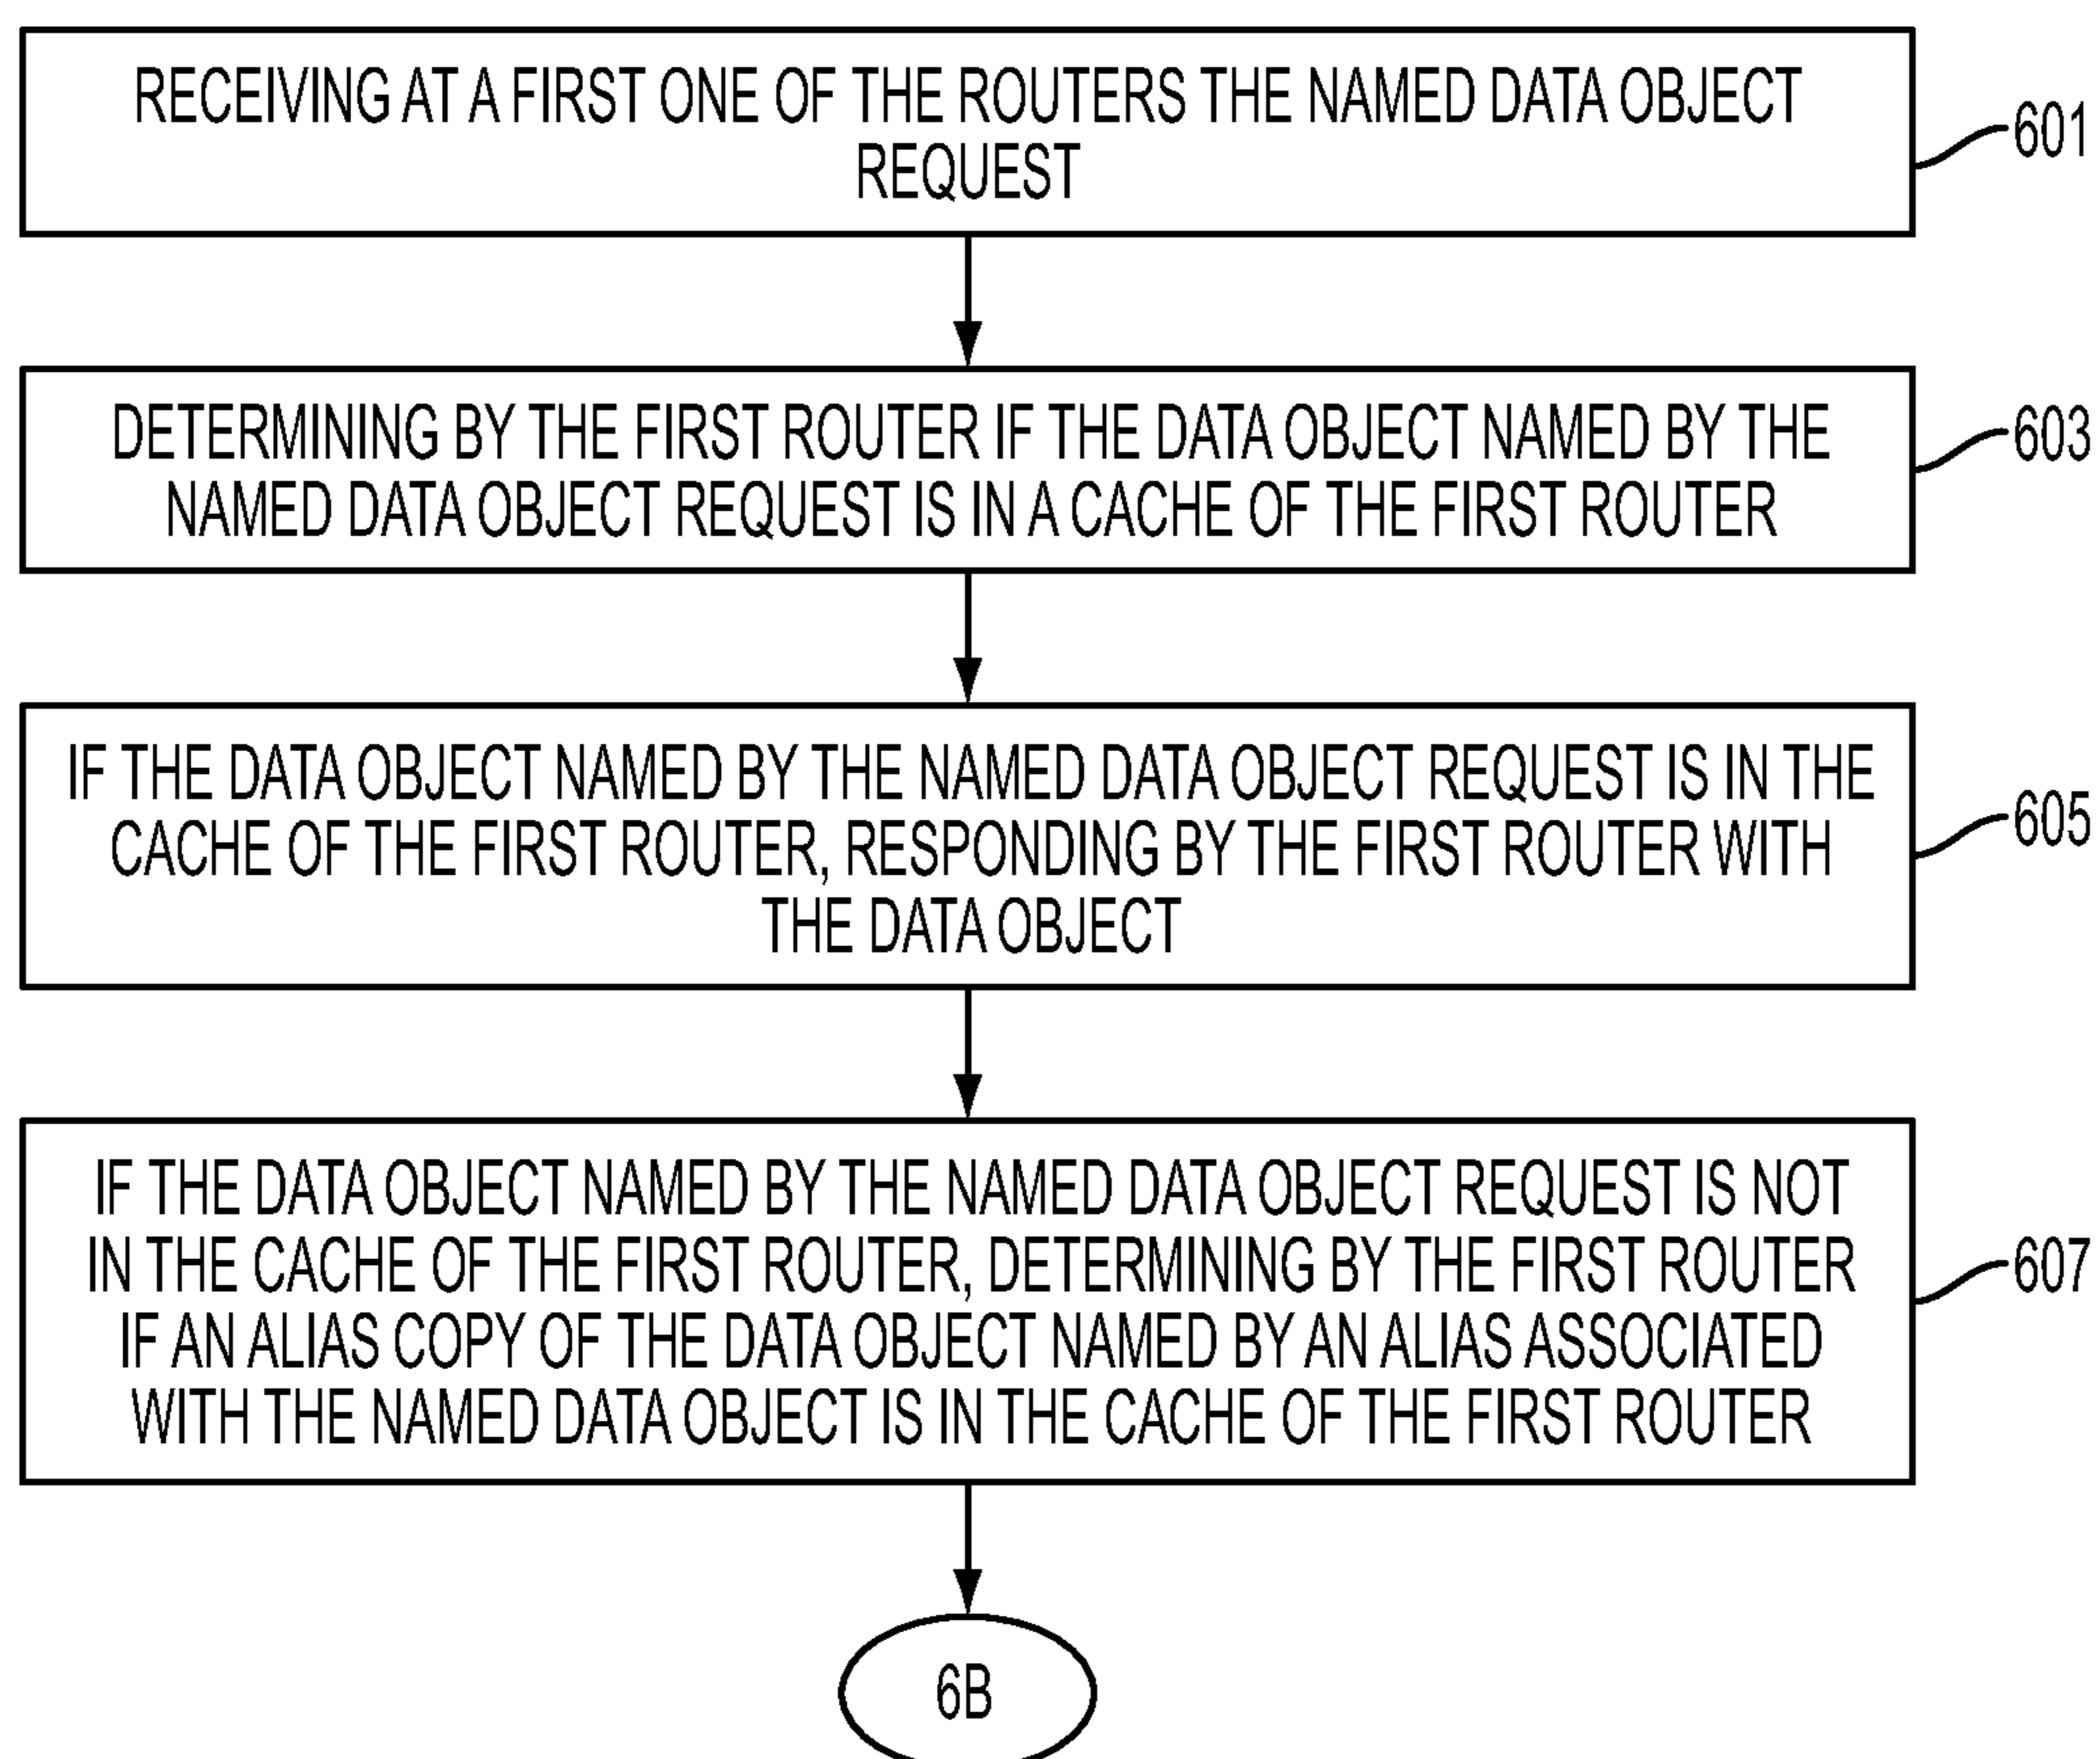 RECEIVING AT A FIRST ONE OF THE ROUTERS THE NAMED DATA OBJECT
REQUEST
601
DETERMINING BY THE FIRST ROUTER IF THE DATA OBJECT NAMED BY THE
NAMED DATA OBJECT REQUEST IS IN A CACHE OF THE FIRST ROUTER
603
IF THE DATA OBJECT NAMED BY THE NAMED DATA OBJECT REQUEST IS IN THE
CACHE OF THE FIRST ROUTER, RESPONDING BY THE FIRST ROUTER WITH
THE DATA OBJECT
605
IF THE DATA OBJECT NAMED BY THE NAMED DATA OBJECT REQUEST IS NOT
IN THE CACHE OF THE FIRST ROUTER, DETERMINING BY THE FIRST ROUTER
IF AN ALIAS COPY OF THE DATA OBJECT NAMED BY AN ALIAS ASSOCIATED
WITH THE NAMED DATA OBJECT IS IN THE CACHE OF THE FIRST ROUTER
607
6B